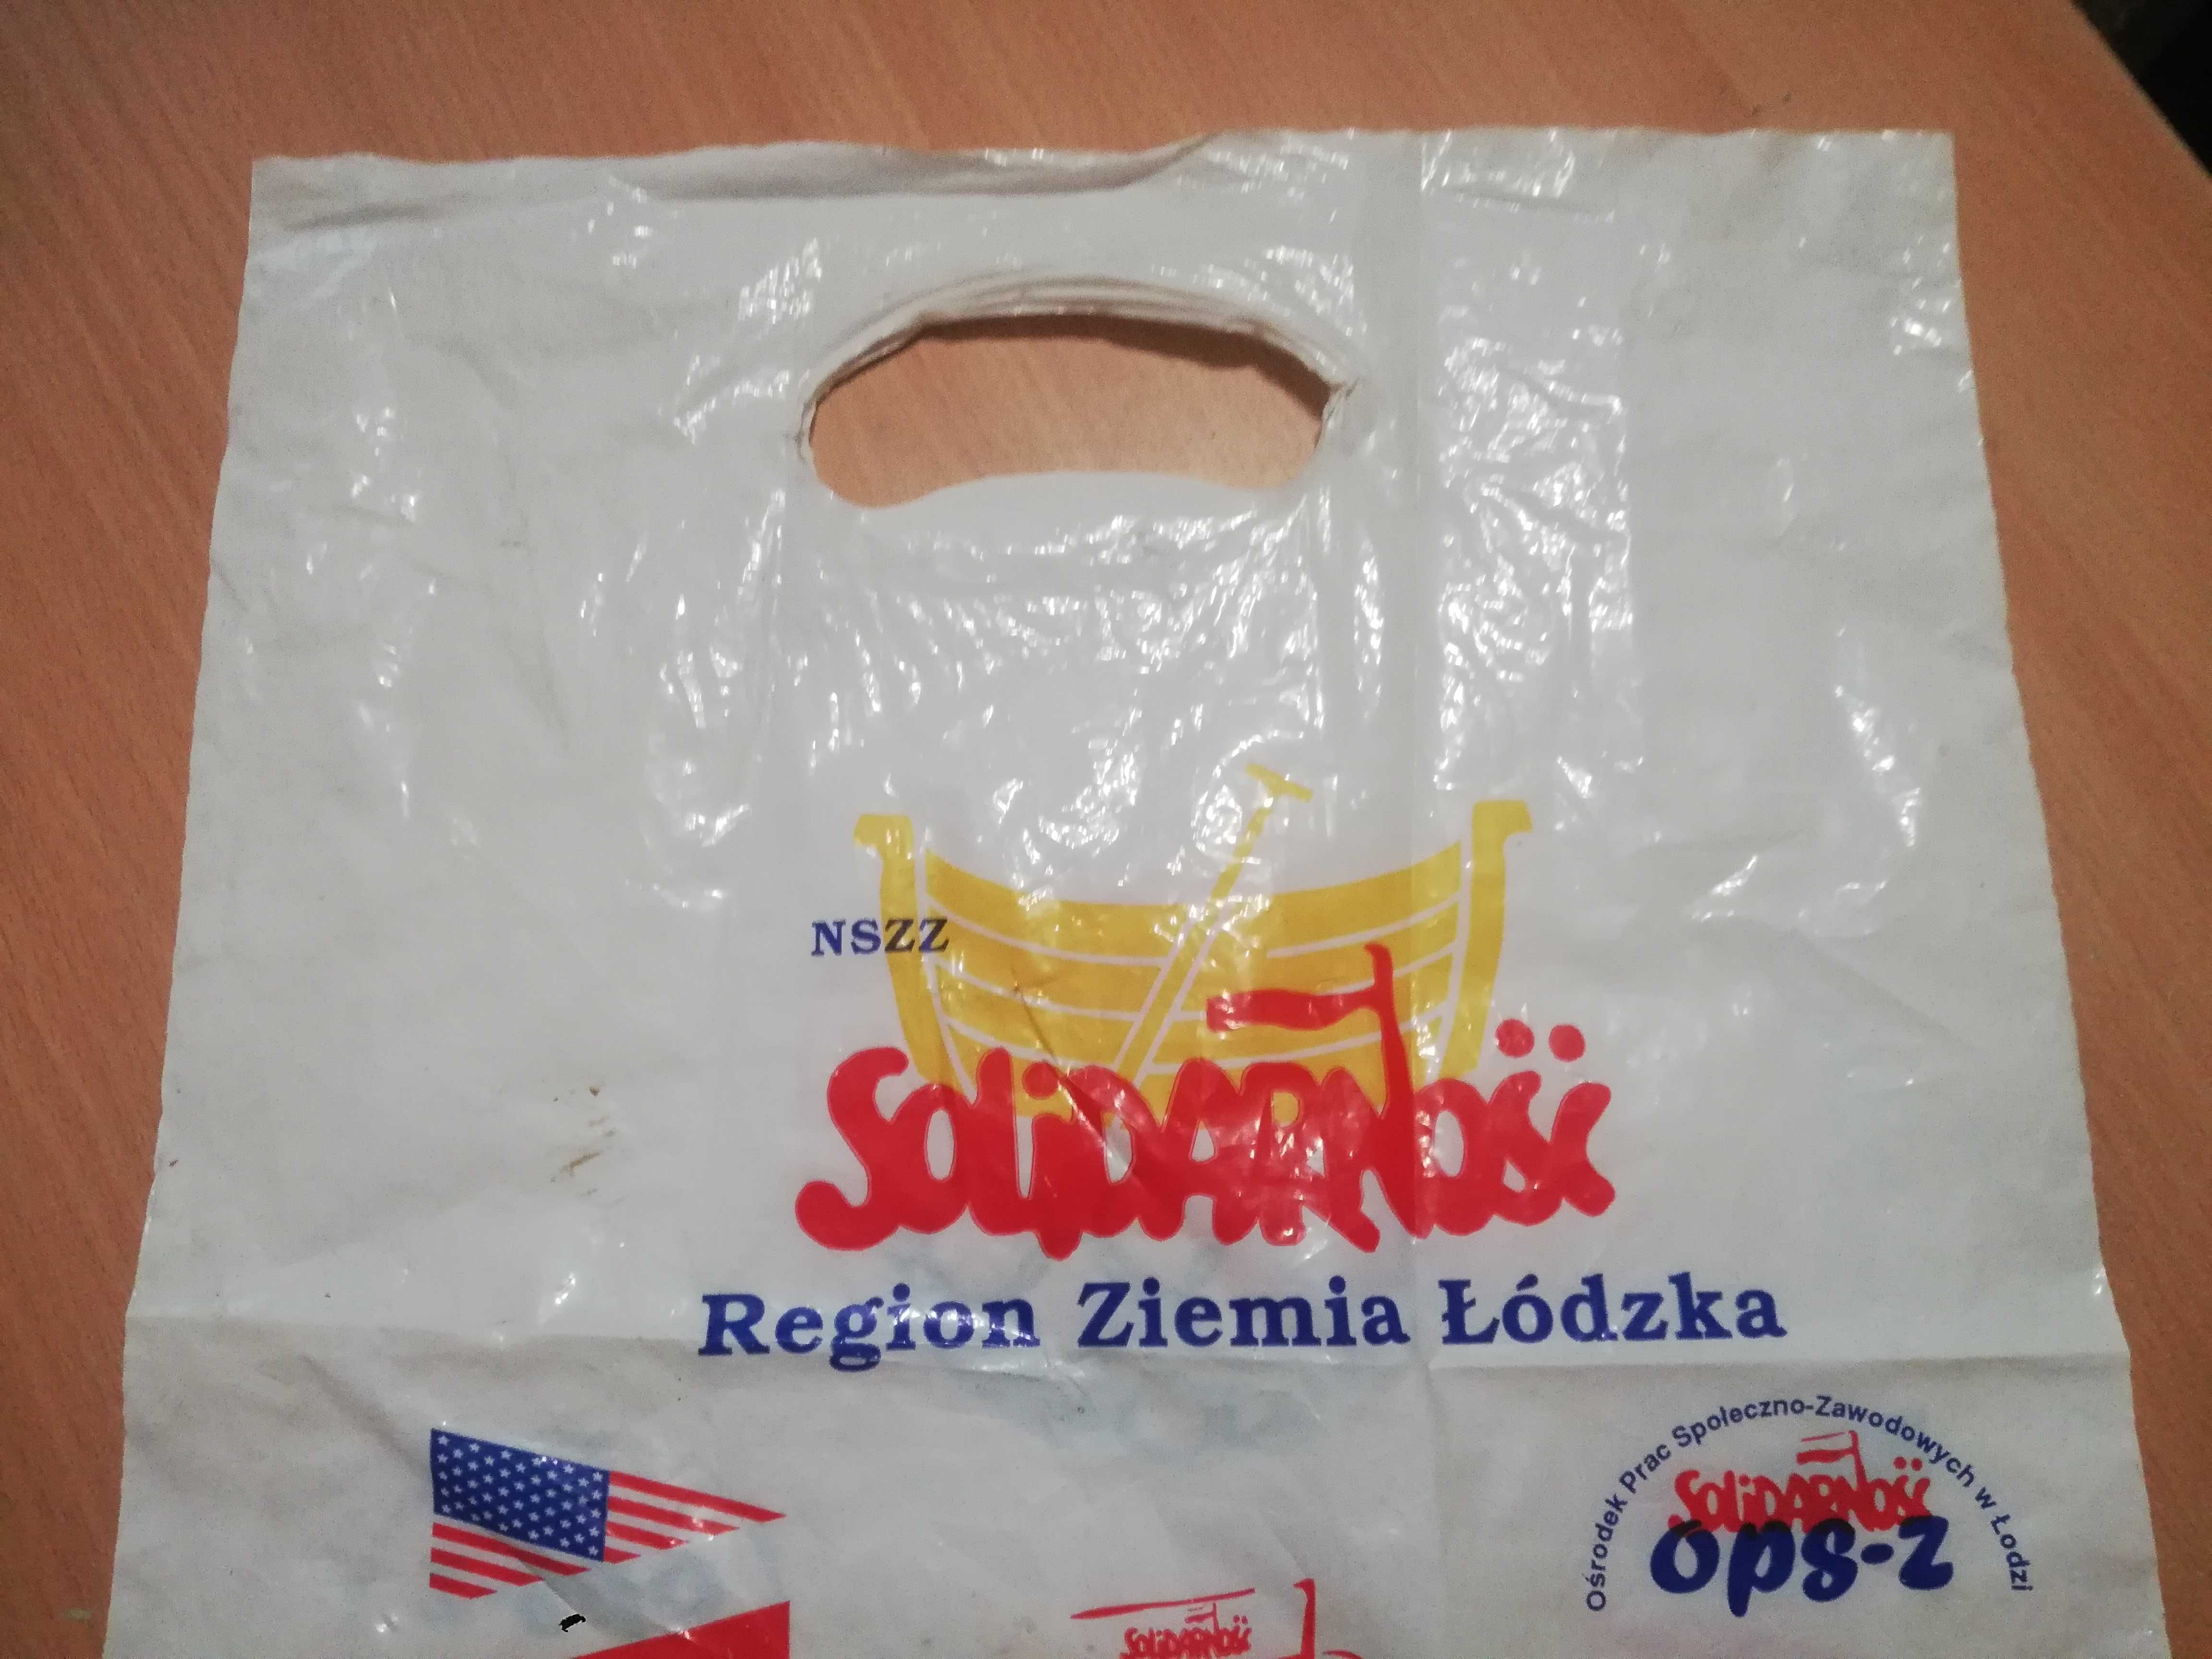 NSZZ
SOLiDARNOŚĆ
Region Ziemia Łódzka
Ośrodek Prac Społeczno-Zawodowych w Łodzi
SOLiDARNOŚĆ
ops-z
SOLiDARNOŚĆ